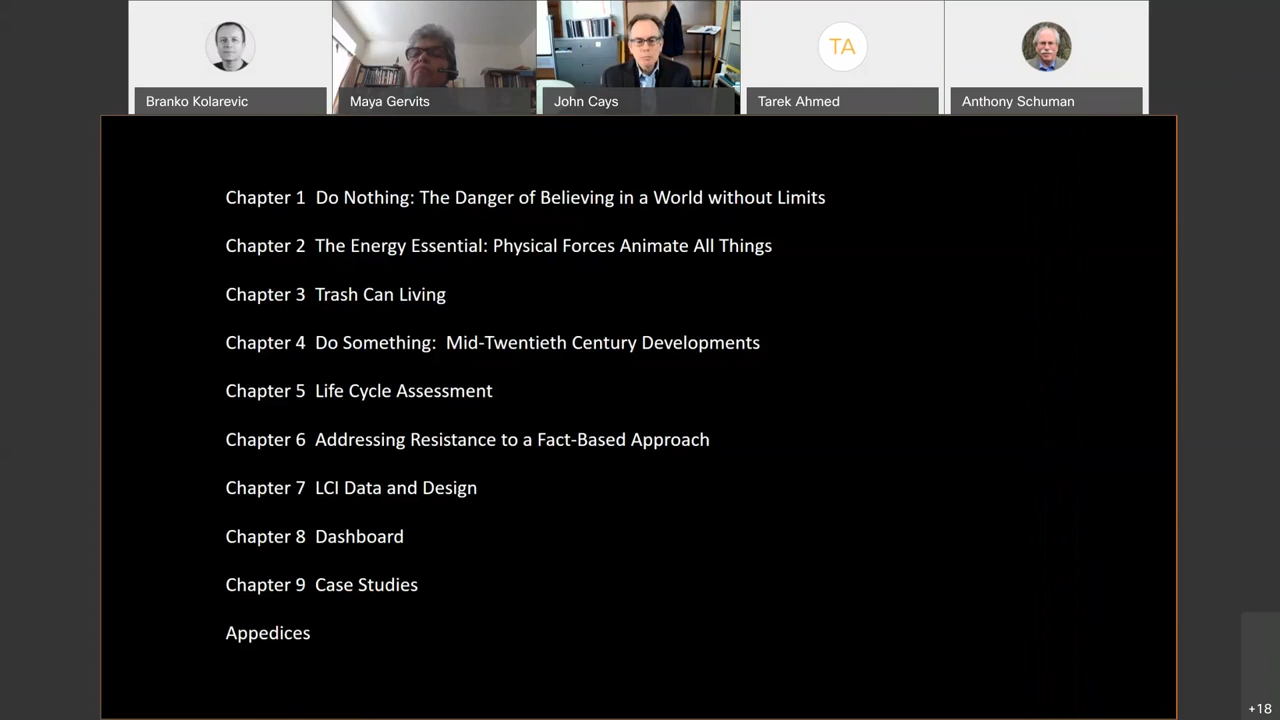 Branko Kolarevic
Maya Gervits
John Cays
TA
Tarek Ahmed
Anthony Schuman
Chapter 1 Do Nothing: The Danger of Believing in a World without Limits
Chapter 2 The Energy Essential: Physical Forces Animate All Things
Chapter 3 Trash Can Living
Chapter 4 Do Something: Mid-Twentieth Century Developments
Chapter 5 Life Cycle Assessment
Chapter 6 Addressing Resistance to a Fact-Based Approach
Chapter 7 LCI Data and Design
Chapter 8 Dashboard
Chapter 9 Case Studies
Appedices
+18